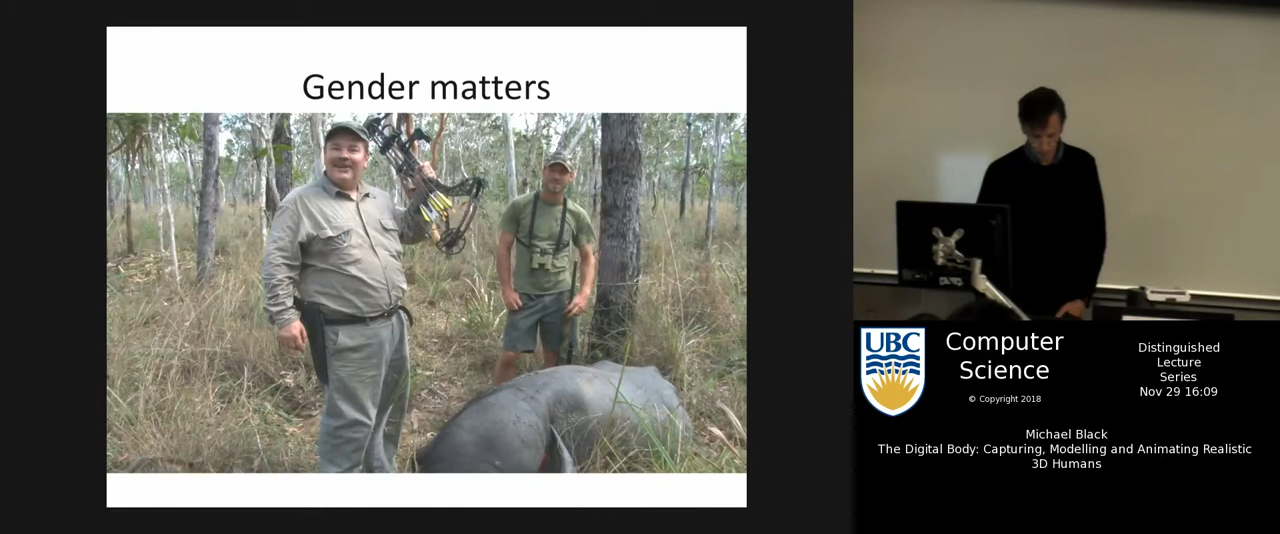 Gender matters
UBC
Computer
Science
© Copyright 2018
Distinguished
Lecture
Series
Nov 29 16:09
Michael Black
The Digital Body: Capturing, Modelling and Animating Realistic
3D Humans